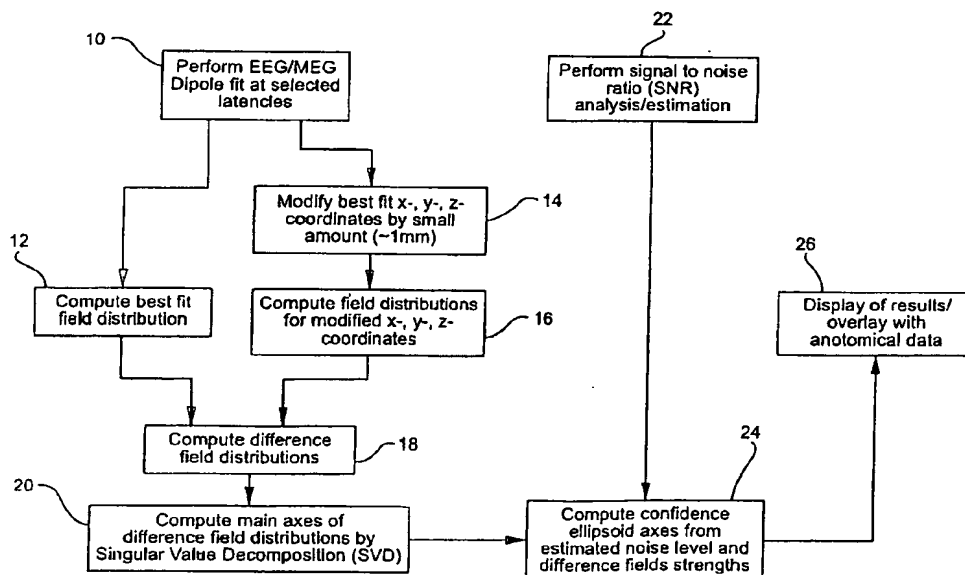 10
Perform EEG/MEG
Dipole fit at selected
latencies
22
Perform signal to noise
ratio (SNR)
analysis/estimation
Modify best fit x-, y-, z-
coordinates by small
amount (~1mm)
14
12
Compute best fit
field distribution
Compute field distributions
for modified x-, y-, z-
coordinates
16
26
Display of results/
overlay with
anotomical data
Compute difference
field distributions
18
20
Compute main axes of
difference field distributions by
Singular Value Decomposition (SVD)
24
Compute confidence
ellipsoid axes from
estimated noise level and
difference fields strengths